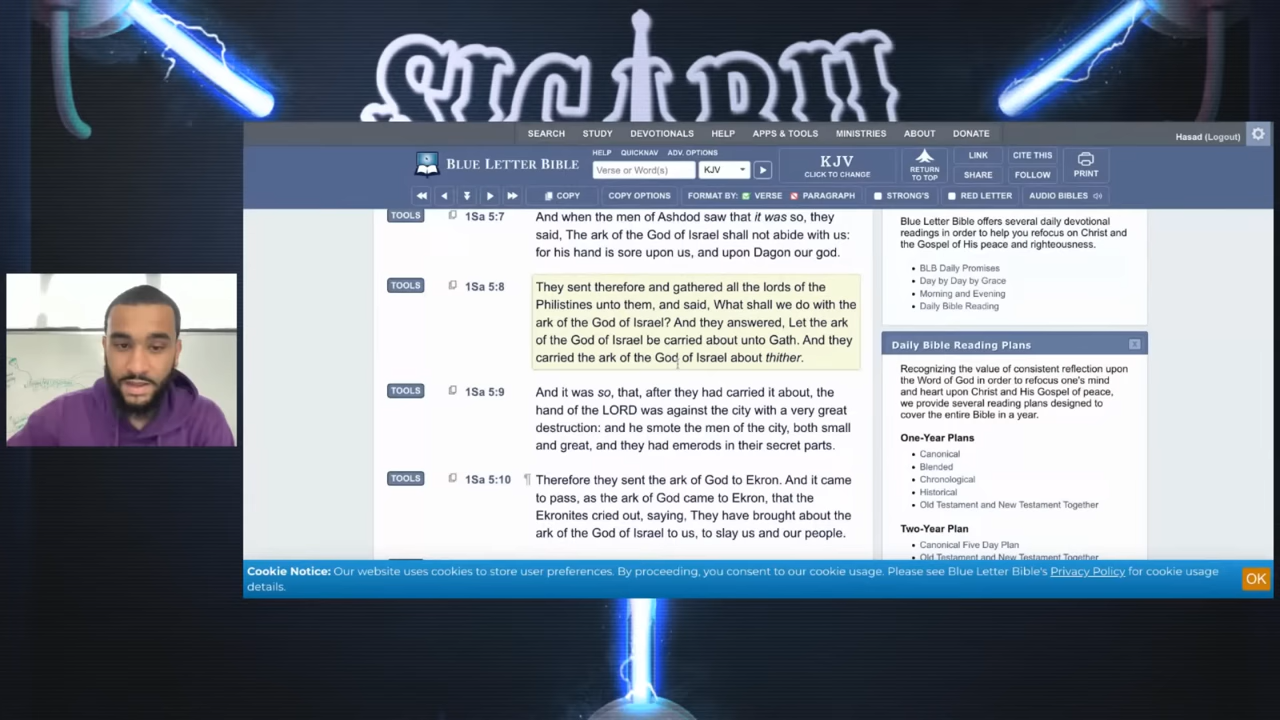 SICARII
SEARCH STUDY DEVOTIONALS HELP APPS & TOOLS MINISTRIES ABOUT DONATE
Hasad (Logout)
BLUE LETTER BIBLE
HELP QUICKNAV ADV. OPTIONS
Verse or Word(s) KJV
KJV
CLICK TO CHANGE
RETURN
TO TOP
LINK CITE THIS
SHARE FOLLOW
PRINT
COPY COPY OPTIONS FORMAT BY: VERSE PARAGRAPH STRONG'S RED LETTER AUDIO BIBLES
TOOLS 1Sa 5:7 And when the men of Ashdod saw that it was so, they
said, The ark of the God of Israel shall not abide with us:
for his hand is sore upon us, and upon Dagon our god.
TOOLS 1Sa 5:8 They sent therefore and gathered all the lords of the
Philistines unto them, and said, What shall we do with the
ark of the God of Israel? And they answered, Let the ark
of the God of Israel be carried about unto Gath. And they
carried the ark of the God of Israel about thither.
TOOLS 1Sa 5:9 And it was so, that, after they had carried it about, the
hand of the LORD was against the city with a very great
destruction: and he smote the men of the city, both small
and great, and they had emerods in their secret parts.
TOOLS 1Sa 5:10 ¶ Therefore they sent the ark of God to Ekron. And it came
to pass, as the ark of God came to Ekron, that the
Ekronites cried out, saying, They have brought about the
ark of the God of Israel to us, to slay us and our people.
Blue Letter Bible offers several daily devotional
readings in order to help you refocus on Christ and
the Gospel of His peace and righteousness.
BLB Daily Promises
Day by Day by Grace
Morning and Evening
Daily Bible Reading
Daily Bible Reading Plans
Recognizing the value of consistent reflection upon
the Word of God in order to refocus one's mind
and heart upon Christ and His Gospel of peace,
we provide several reading plans designed to
cover the entire Bible in a year.
One-Year Plans
Canonical
Blended
Chronological
Historical
Old Testament and New Testament Together
Two-Year Plan
Canonical Five Day Plan
Old Testament and New Testament Together
Cookie Notice: Our website uses cookies to store user preferences. By proceeding, you consent to our cookie usage. Please see Blue Letter Bible's Privacy Policy for cookie usage
details.
OK